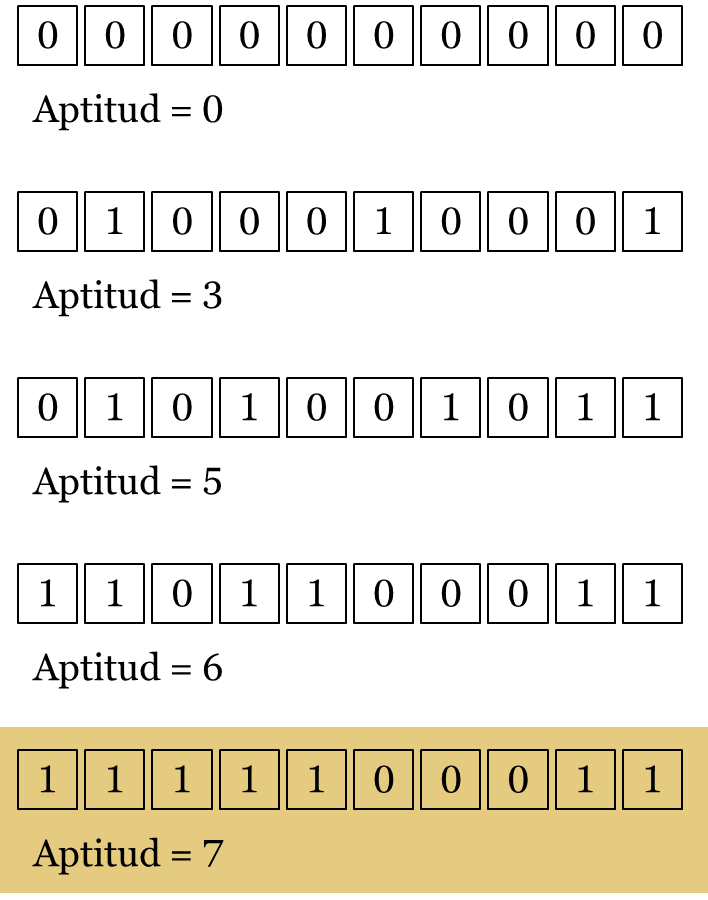 0 0 0 0 0 0 0 0 0 0
Aptitud = 0
0 1 0 0 0 1 0 0 0 1
Aptitud = 3
0 1 0 1 0 0 1 0 1 1
Aptitud = 5
1 1 0 1 1 0 0 0 1 1
Aptitud = 6
1 1 1 1 1 0 0 0 1 1
Aptitud = 7